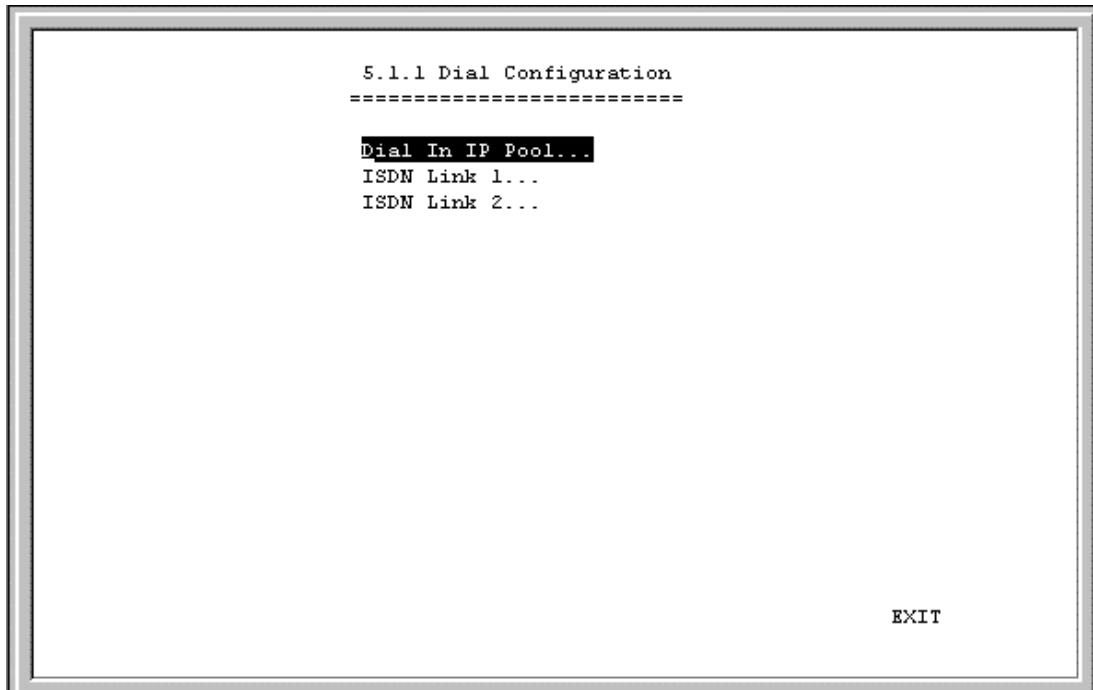 5.1.1 Dial Configuration
==========================
Dial In IP Pool...
ISDN Link 1...
ISDN Link 2...
EXIT